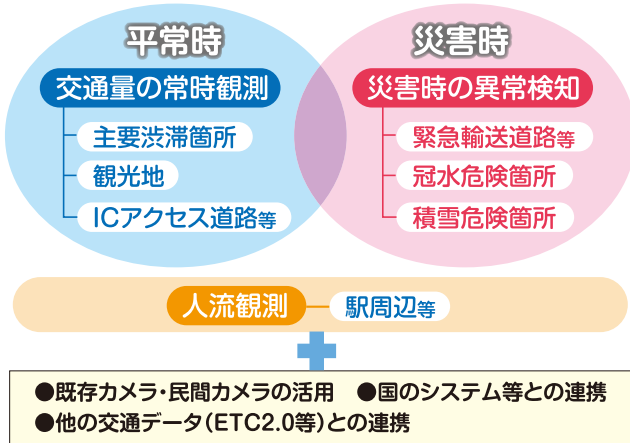 平常時
交通量の常時観測
主要渋滞箇所
観光地
ICアクセス道路等
災害時
災害時の異常検知
緊急輸送道路等
冠水危険箇所
積雪危険箇所
人流観測
駅周辺等
●既存カメラ・民間カメラの活用 ●国のシステム等との連携
●他の交通データ(ETC2.0等)との連携